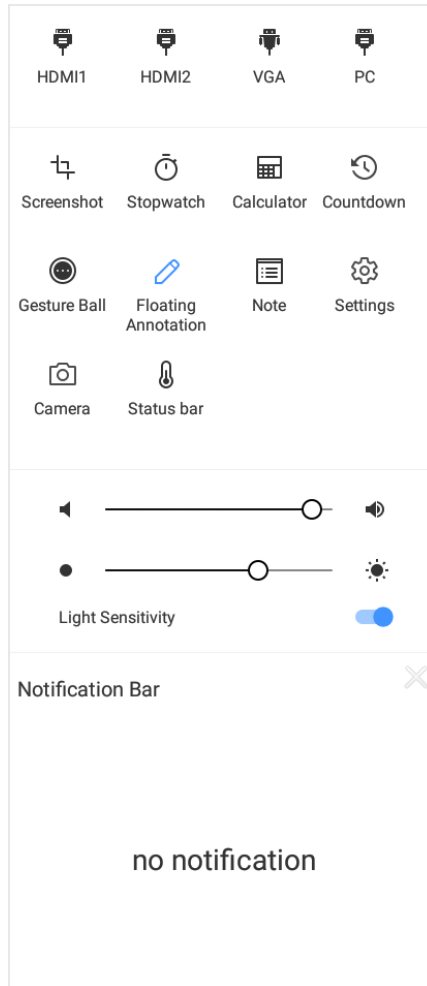 HDMI1 HDMI2 VGA PC
Screenshot Stopwatch Calculator Countdown
Gesture Ball Floating Annotation Note Settings
Camera Status bar
Light Sensitivity
Notification Bar
no notification